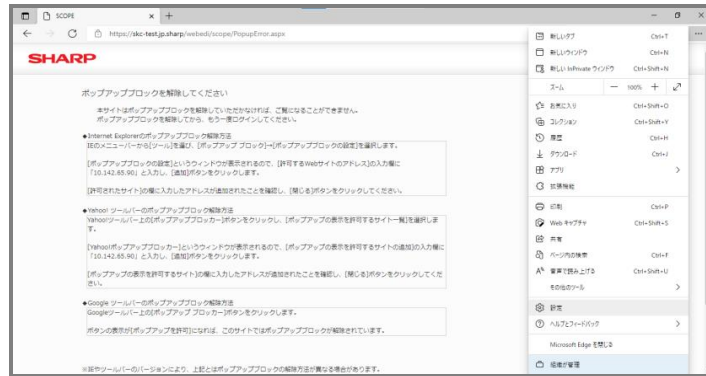 SCOPE
https://skc-test.jp.sharp/webedi/scope/PopupError.aspx
SHARP
ポップアップブロックを解除してください
本サイトはポップアップブロックを解除していただかなければ、ご覧になることができません。
ポップアップブロックを解除してから、もう一度ログインしてください。
◆Internet Explorerのポップアップブロック解除方法
IEのメニューバーから[ツール]を選び、[ポップアップ ブロック]→[ポップアップブロックの設定]を選択します。
[ポップアップブロックの設定]というウィンドウが表示されるので、[許可するWebサイトのアドレス]の入力欄に
「10.142.65.90」と入力し、[追加]ボタンをクリックします。
[許可されたサイト]の欄に入力したアドレスが追加されたことを確認し、[閉じる]ボタンをクリックしてください。
◆Yahoo! ツールバーのポップアップブロック解除方法
Yahoo!ツールバー上の[ポップアップブロッカー]ボタンをクリックし、[ポップアップの表示を許可するサイト一覧]を選択しま
す。
[Yahoo!ポップアップブロッカー]というウィンドウが表示されるので、[ポップアップの表示を許可するサイトの追加]の入力欄に
「10.142.65.90」と入力し、[追加]ボタンをクリックします。
[ポップアップの表示を許可するサイト]の欄に入力したアドレスが追加されたことを確認し、[閉じる]ボタンをクリックしてくだ
さい。
◆Google ツールバーのポップアップブロック解除方法
Googleツールバー上の[ポップアップ ブロッカー]ボタンをクリックします。
ボタンの表示が[ポップアップを許可]になれば、このサイトではポップアップブロックが解除されています。
※IEやツールバーのバージョンにより、上記とはポップアップブロックの解除方法が異なる場合があります。
新しいタブ Ctrl+T
新しいウィンドウ Ctrl+N
新しい InPrivate ウィンドウ Ctrl+Shift+N
ズーム 100%
お気に入り Ctrl+Shift+O
コレクション Ctrl+Shift+Y
履歴 Ctrl+H
ダウンロード Ctrl+J
アプリ
拡張機能
印刷 Ctrl+P
Web キャプチャ Ctrl+Shift+S
共有
ページ内の検索 Ctrl+F
音声で読み上げる Ctrl+Shift+U
その他のツール
設定
ヘルプとフィードバック
Microsoft Edge を閉じる
組織が管理